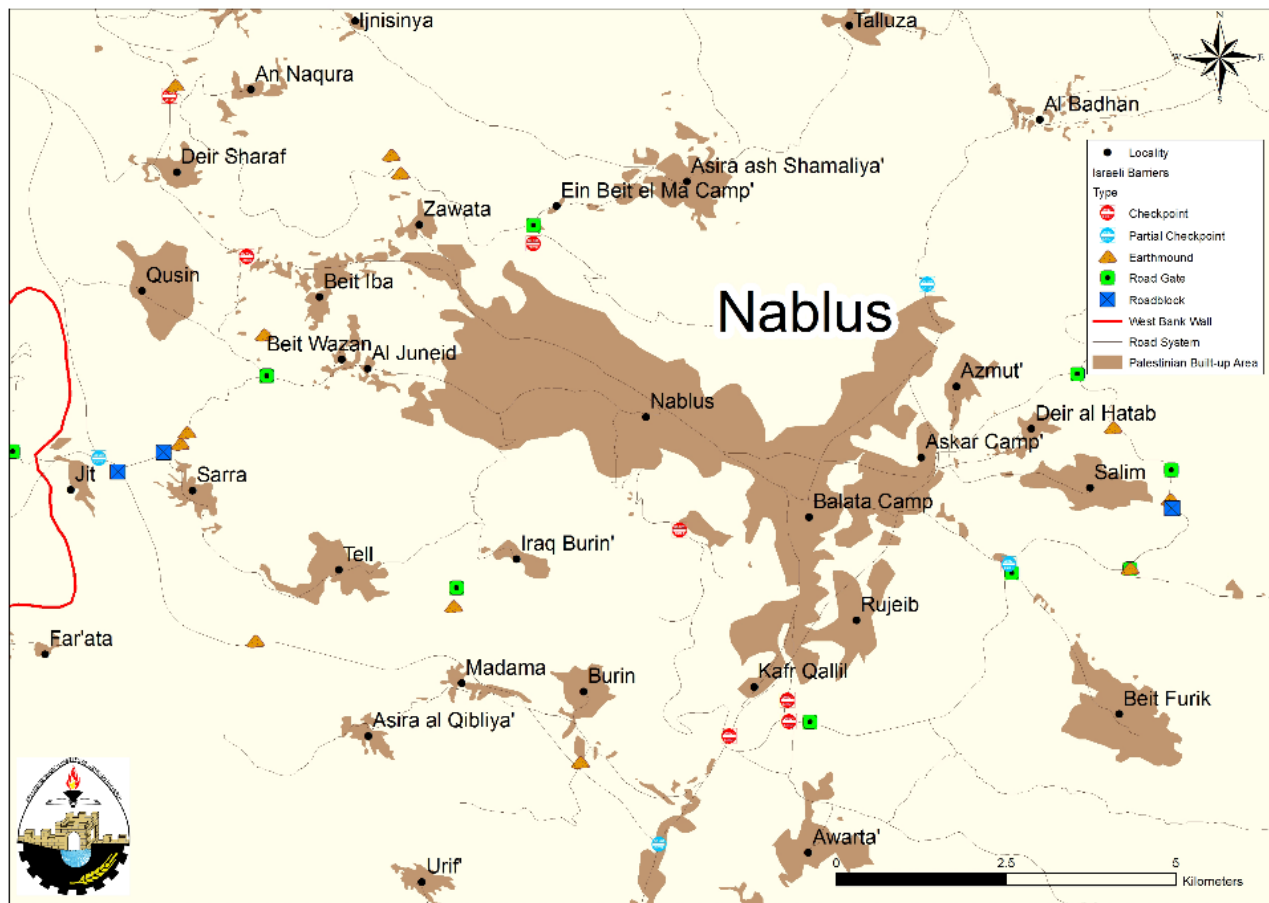 Ijnisinya
Talluza
N
An Naqura
Al Badhan
S
Deir Sharaf
Asira ash Shamaliya'
Ein Beit el Ma Camp'
Zawata
Locality
Israeli Barriers
Type
Checkpoint
Partial Checkpoint
Earthmound
Road Gate
Roadblock
West Bank Wall
Road System
Palestinian Built-up Area
Qusin
Beit Iba
Nablus
Beit Wazan
Al Juneid
Azmut'
Nablus
Deir al Hatab
Askar Camp'
Jit
Sarra
Salim
Balata Camp
Iraq Burin'
Tell
Rujeib
Far'ata
Madama
Burin
Kafr Qallil
Beit Furik
Asira al Qibliya'
Awarta'
Urif'
0 2.5 5
Kilometers